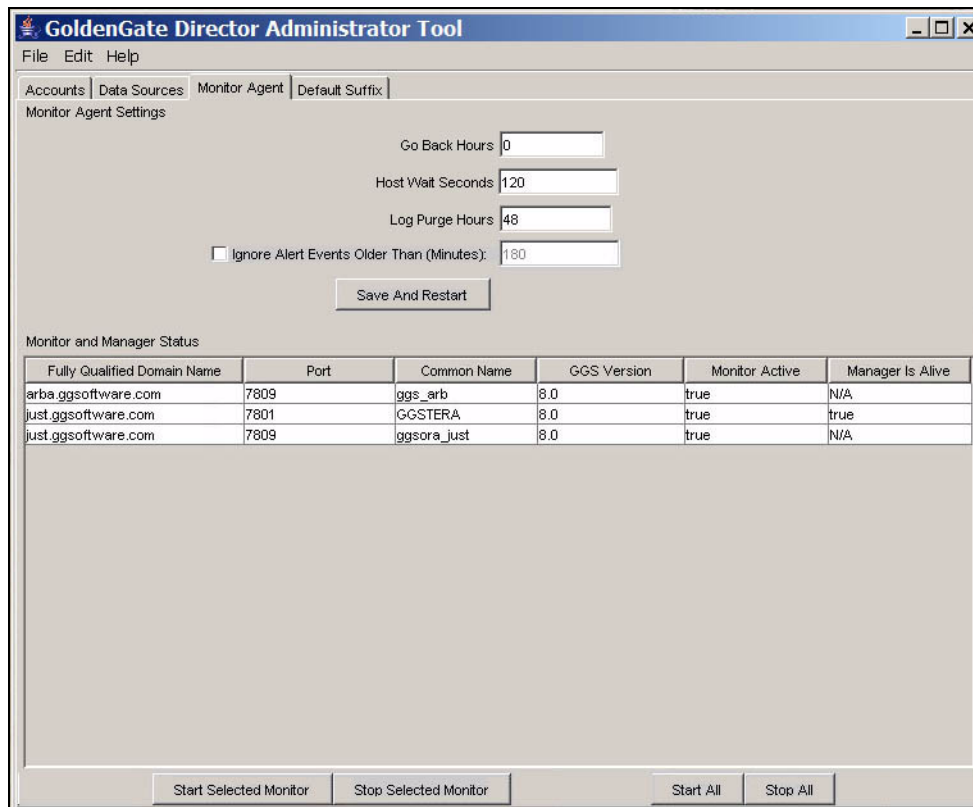 GoldenGate Director Administrator Tool
File Edit Help
Accounts Data Sources Monitor Agent Default Suffix
Monitor Agent Settings
Go Back Hours 0
Host Wait Seconds 120
Log Purge Hours 48
Ignore Alert Events Older Than (Minutes): 180
Save And Restart
Monitor and Manager Status
Fully Qualified Domain Name Port Common Name GGS Version Monitor Active Manager Is Alive
arba.ggsoftware.com 7809 ggs_arb 8.0 true N/A
just.ggsoftware.com 7801 GGSTERA 8.0 true true
just.ggsoftware.com 7809 ggsora_just 8.0 true N/A
Start Selected Monitor Stop Selected Monitor Start All Stop All